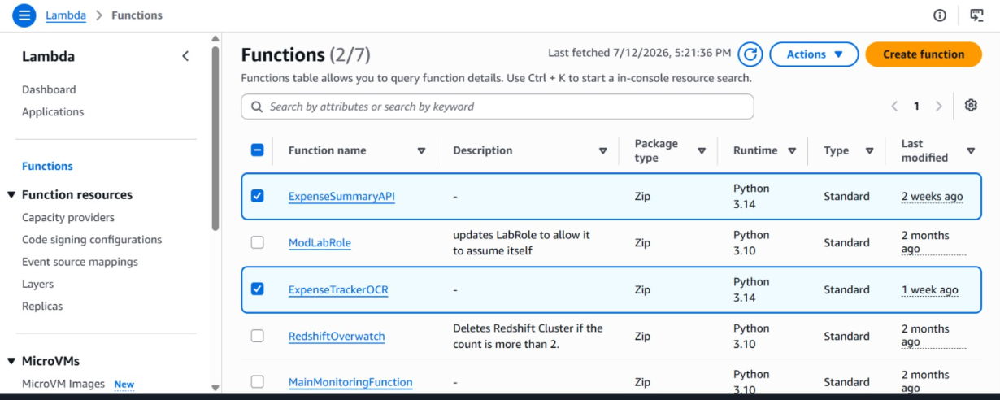 Lambda > Functions
Lambda
Dashboard
Applications
Functions
Function resources
Capacity providers
Code signing configurations
Event source mappings
Layers
Replicas
MicroVMs
MicroVM Images New
Functions (2/7)
Last fetched 7/12/2026, 5:21:36 PM
Actions
Create function
Functions table allows you to query function details. Use Ctrl + K to start a in-console resource search.
Search by attributes or search by keyword
1
Function name
Description
Package
type
Runtime
Type
Last
modified
ExpenseSummaryAPI
-
Zip
Python
3.14
Standard
2 weeks ago
ModLabRole
updates LabRole to allow it
to assume itself
Zip
Python
3.10
Standard
2 months
ago
ExpenseTrackerOCR
-
Zip
Python
3.14
Standard
1 week ago
RedshiftOverwatch
Deletes Redshift Cluster if the
count is more than 2.
Zip
Python
3.10
Standard
2 months
ago
MainMonitoringFunction
-
Zip
Python
3.10
Standard
2 months
ago